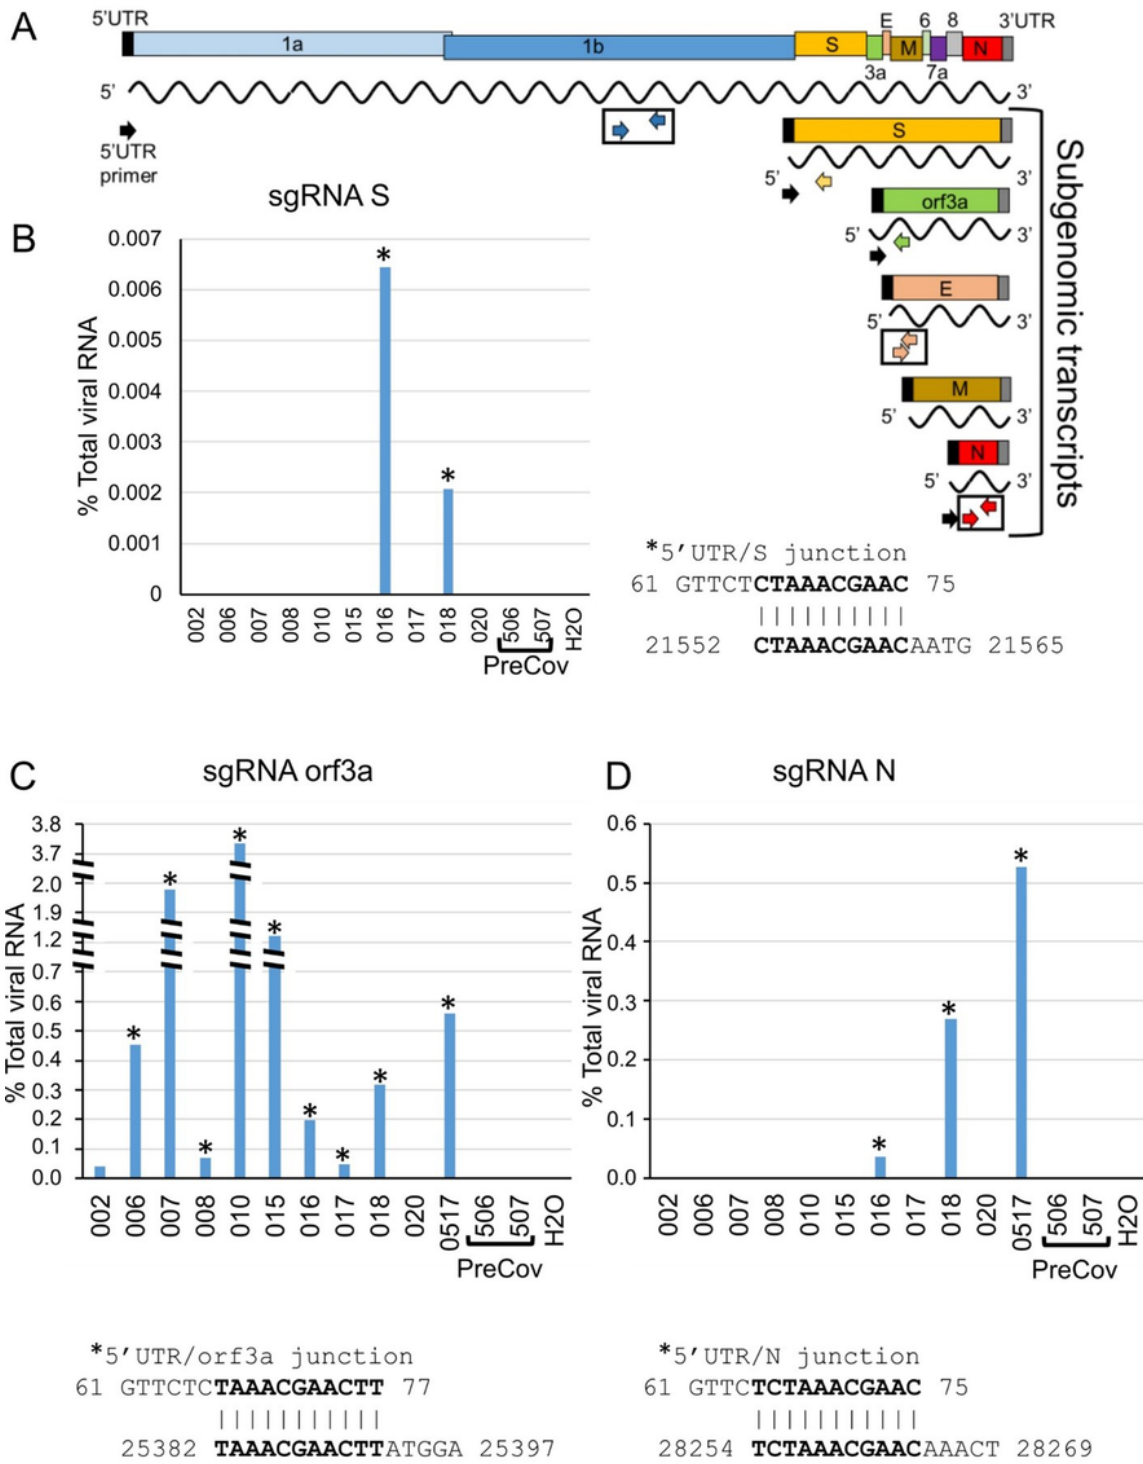 A
5'UTR
1a
1b
S
3a
E
M
6
7a
8
N
3'UTR
5'
3'
5'UTR
primer
S
5'
3'
orf3a
5'
3'
E
5'
3'
M
5'
3'
N
5'
3'
Subgenomic transcripts
B
sgRNA S
% Total viral RNA
0.007
0.006
0.005
0.004
0.003
0.002
0.001
0
*
*
002 006 007 008 010 015 016 017 018 020 506 507 H2O
PreCov
*5'UTR/S junction
61 GTTCTCTAAACGAAC 75
||||||||||
21552 CTAAACGAACAATG 21565
C
sgRNA orf3a
% Total viral RNA
3.8
3.7
2.0
1.9
1.2
0.7
0.6
0.5
0.4
0.3
0.2
0.1
0.0
* * * * * * * * *
002 006 007 008 010 015 016 017 018 020 0517 506 507 H2O
PreCov
*5'UTR/orf3a junction
61 GTTCTCTAAACGAACTT 77
|||||||||||
25382 TAAACGAACTTATGGA 25397
D
sgRNA N
% Total viral RNA
0.6
0.5
0.4
0.3
0.2
0.1
0.0
* * *
002 006 007 008 010 015 016 017 018 020 0517 506 507 H2O
PreCov
*5'UTR/N junction
61 GTTCTCTAAACGAAC 75
|||||||||||
28254 TCTAAACGAACAAACT 28269